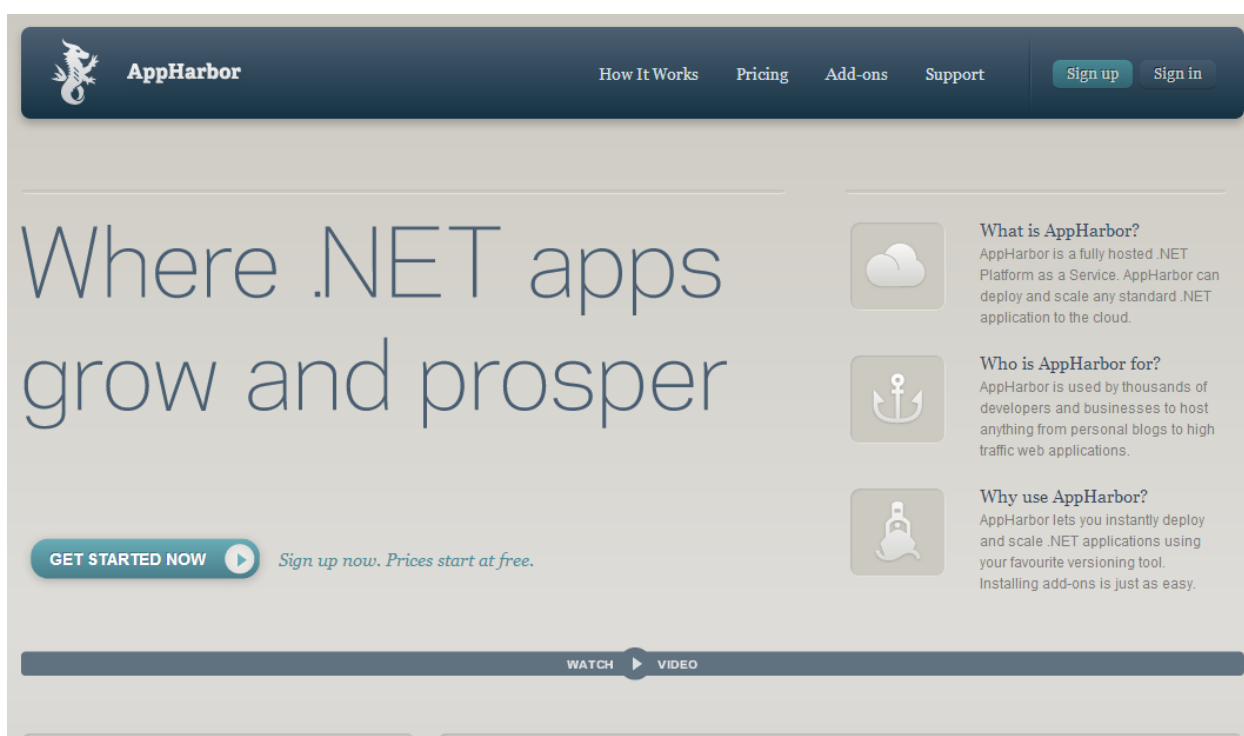 AppHarbor
How It Works Pricing Add-ons Support Sign up Sign in
Where .NET apps
grow and prosper
GET STARTED NOW Sign up now. Prices start at free.
What is AppHarbor?
AppHarbor is a fully hosted .NET
Platform as a Service. AppHarbor can
deploy and scale any standard .NET
application to the cloud.
Who is AppHarbor for?
AppHarbor is used by thousands of
developers and businesses to host
anything from personal blogs to high
traffic web applications.
Why use AppHarbor?
AppHarbor lets you instantly deploy
and scale .NET applications using
your favourite versioning tool.
Installing add-ons is just as easy.
WATCH VIDEO